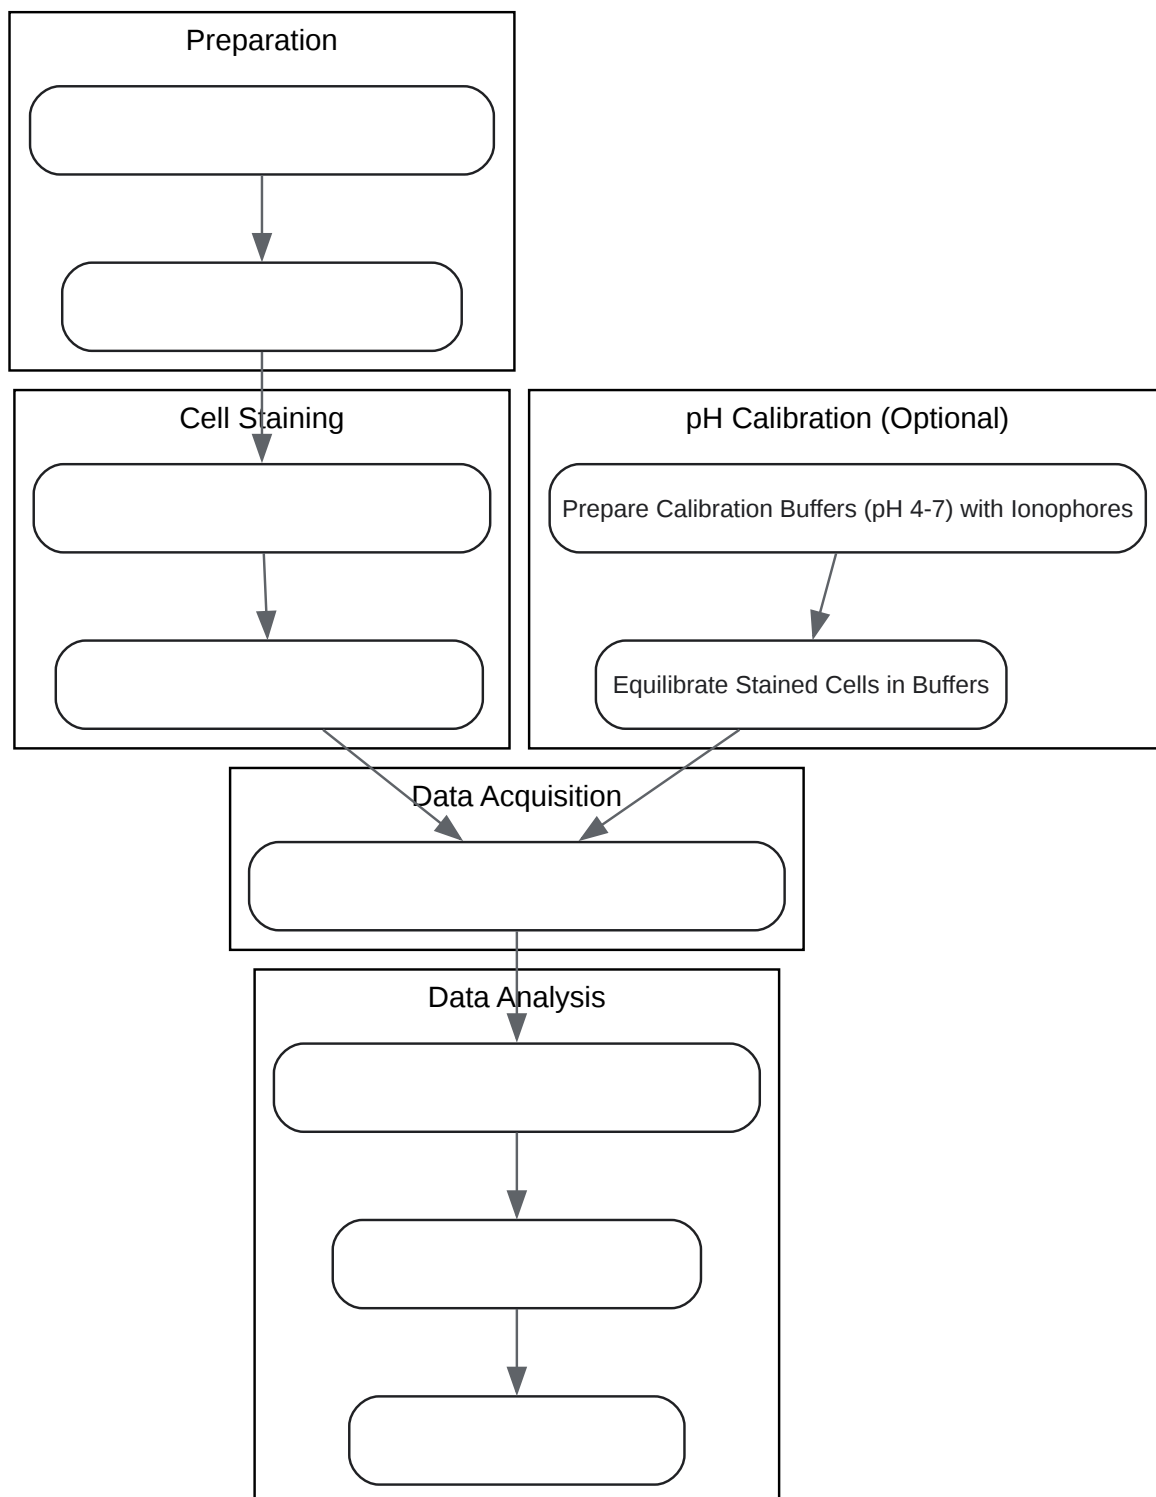 Preparation
Cell Staining
pH Calibration (Optional)
Prepare Calibration Buffers (pH 4-7) with Ionophores
Equilibrate Stained Cells in Buffers
Data Acquisition
Data Analysis